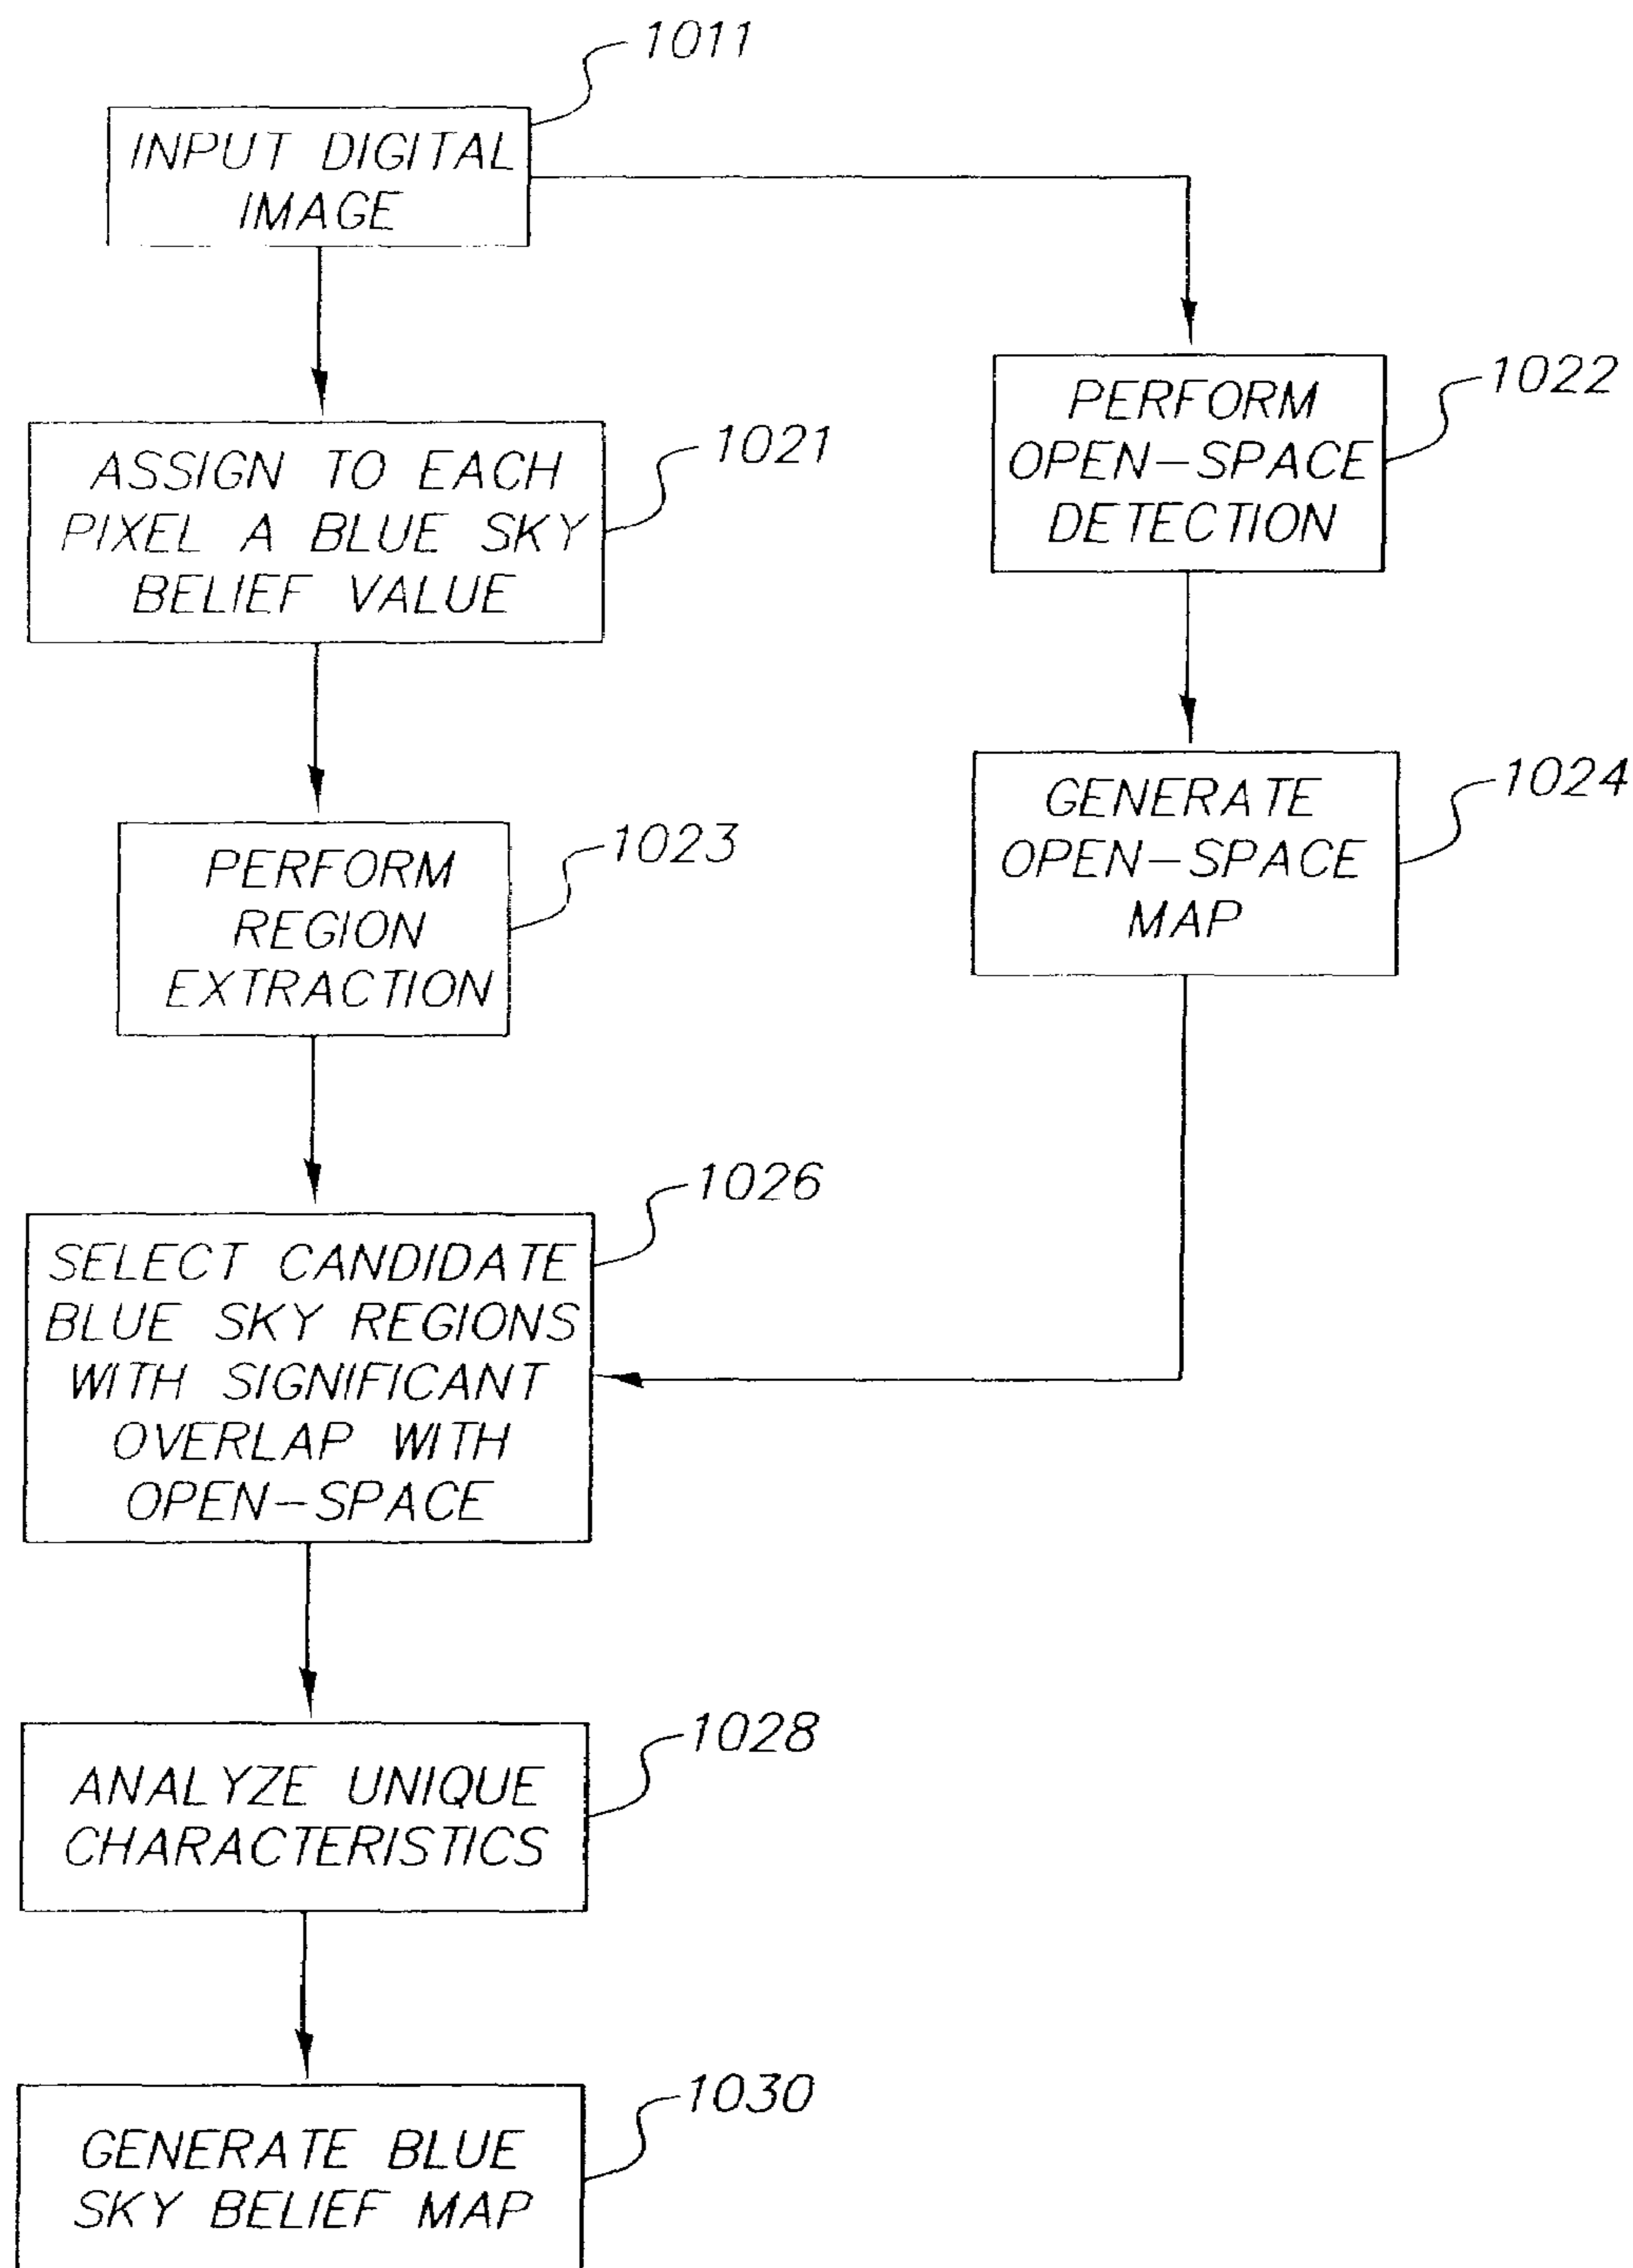 1011
INPUT DIGITAL
IMAGE
1022
PERFORM
OPEN-SPACE
DETECTION
1021
ASSIGN TO EACH
PIXEL A BLUE SKY
BELIEF VALUE
1024
GENERATE
OPEN-SPACE
MAP
1023
PERFORM
REGION
EXTRACTION
1026
SELECT CANDIDATE
BLUE SKY REGIONS
WITH SIGNIFICANT
OVERLAP WITH
OPEN-SPACE
1028
ANALYZE UNIQUE
CHARACTERISTICS
1030
GENERATE BLUE
SKY BELIEF MAP